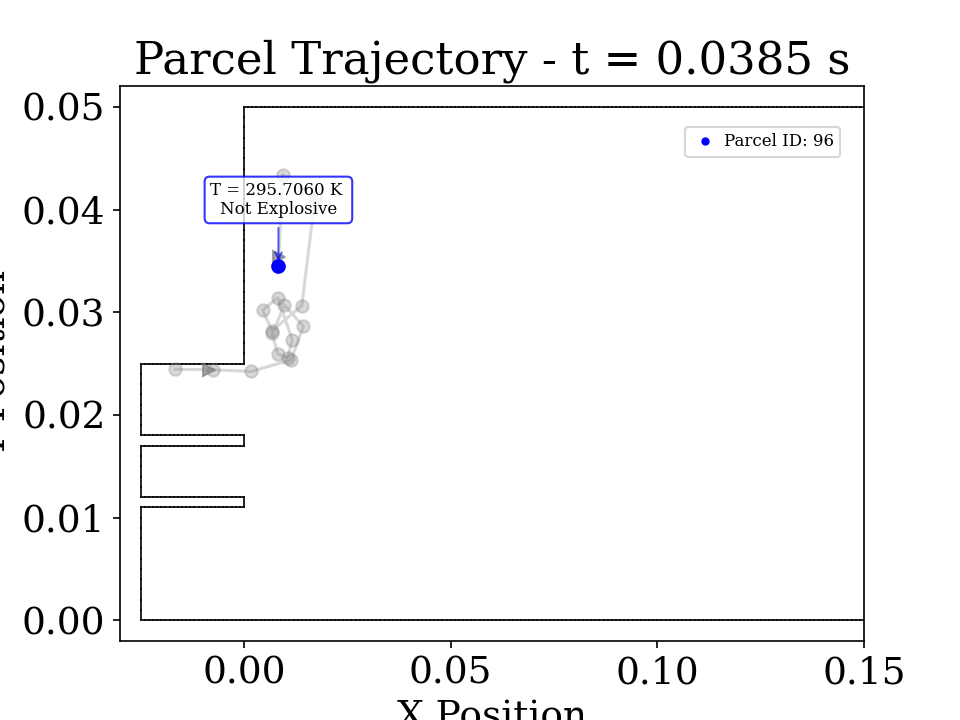 Parcel Trajectory - t = 0.0385 s
0.05
Parcel ID: 96
T = 295.7060 K
Not Explosive
0.04
0.03
0.02
0.01
0.00
0.00 0.05 0.10 0.15
X Position